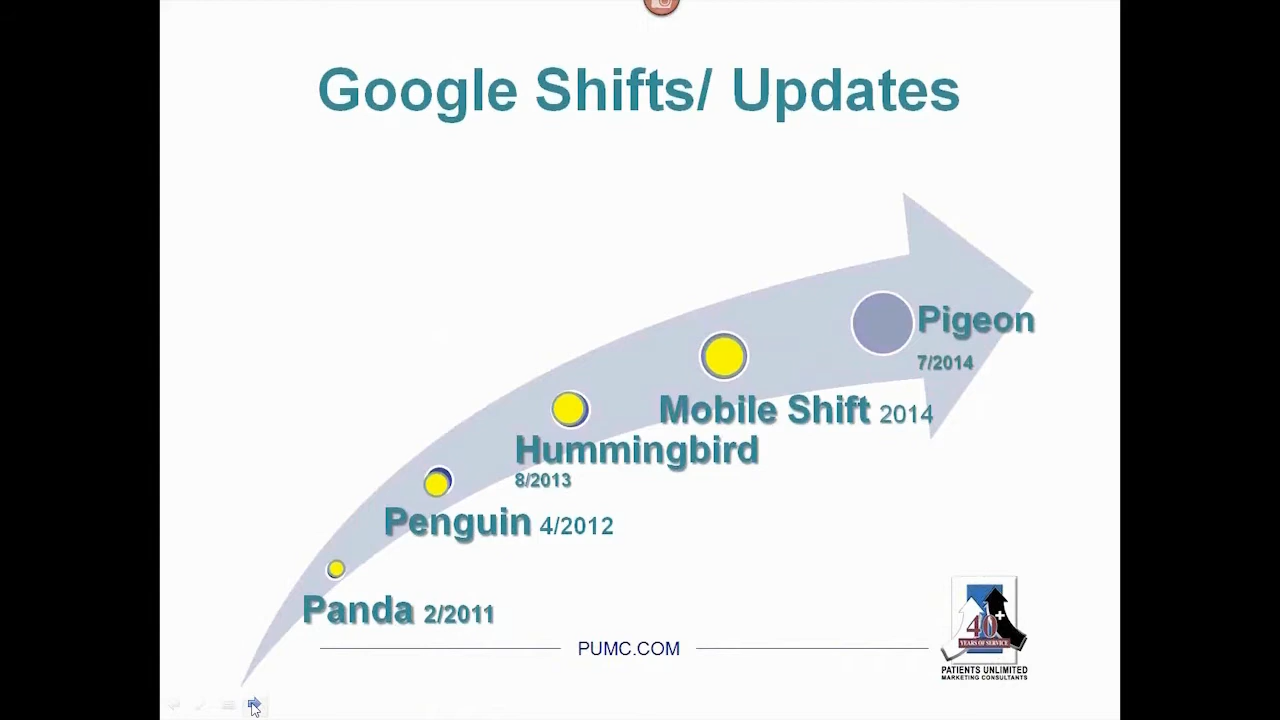 Google Shifts/ Updates
Pigeon
7/2014
Mobile Shift 2014
Hummingbird
8/2013
Penguin 4/2012
Panda 2/2011
PUMC.COM
40+
YEARS OF SERVICE
PATIENTS UNLIMITED
MARKETING CONSULTANTS